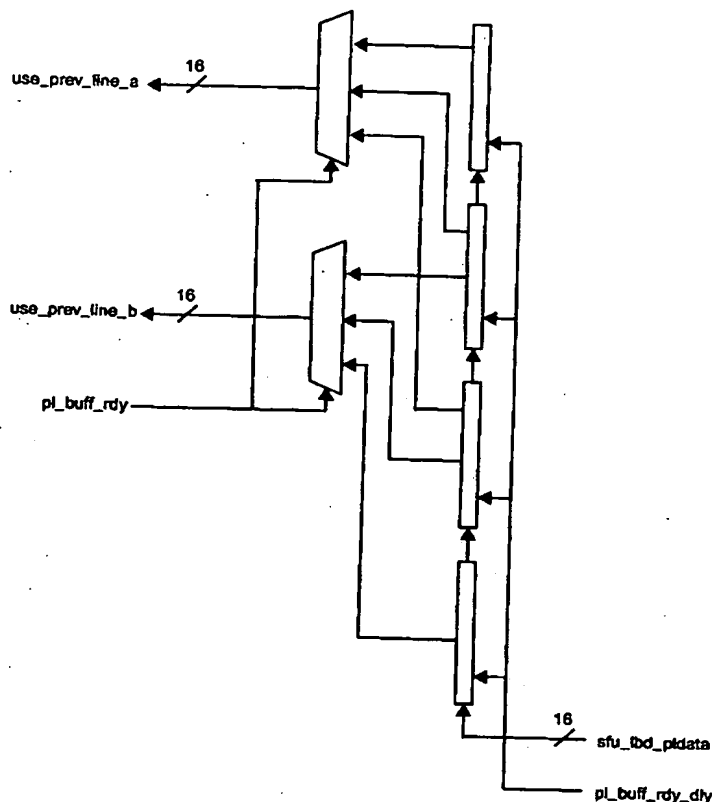 16
use_prev_line_a
16
use_prev_line_b
pl_buff_rdy
16
sfu_tbd_pldata
pl_buff_rdy_dly